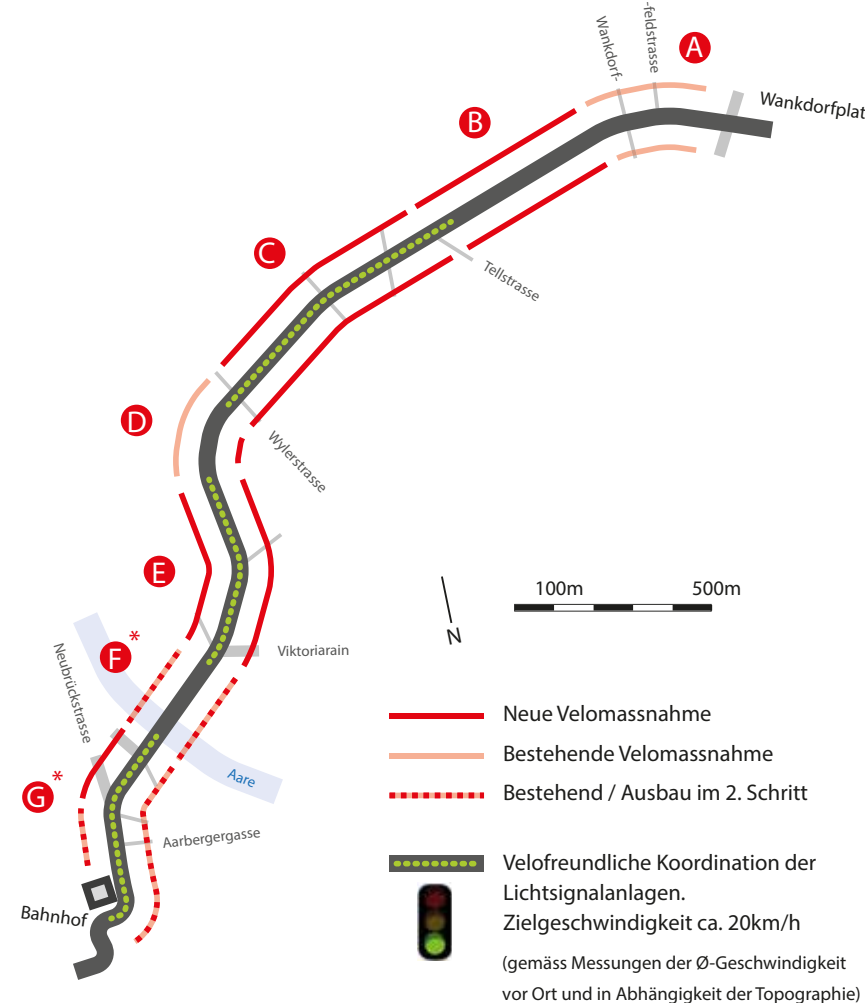 Wankdorf-
-feldstrasse
A
Wankdorfplat
B
C
Tellstrasse
D
Wylerstrasse
E
100m 500m
N
F*
Neubrückstrasse
Viktoriarain
Aare
G*
Aarbergergasse
Bahnhof
Neue Velomassnahme
Bestehende Velomassnahme
Bestehend / Ausbau im 2. Schritt
Velofreundliche Koordination der
Lichtsignalanlagen.
Zielgeschwindigkeit ca. 20km/h
(gemäss Messungen der Ø-Geschwindigkeit
vor Ort und in Abhängigkeit der Topographie)